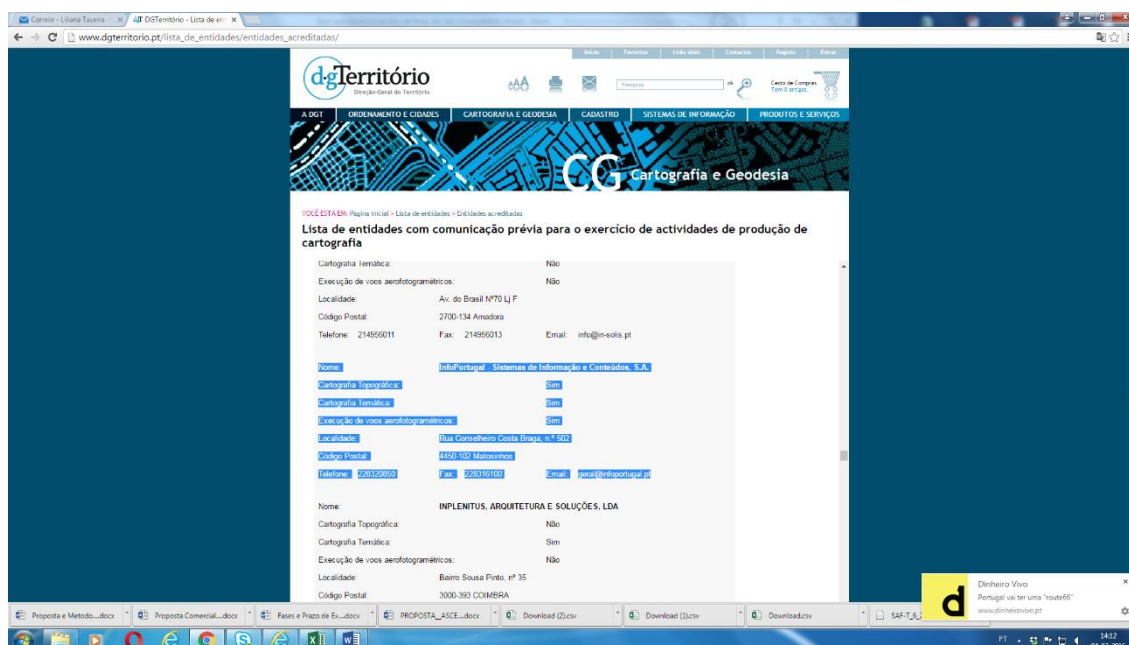 Correio - Liliana Taveira
DGTerritório - Lista de en
www.dgterritorio.pt/lista_de_entidades/entidades_acreditadas/
Início Favoritos Links úteis Contactos Registo Entrar
dgTerritório
Direção-Geral do Território
AAA
Pesquisa
ok
Cesto de Compras
Tem 0 artigos.
A DGT ORDENAMENTO E CIDADES CARTOGRAFIA E GEODESIA CADASTRO SISTEMAS DE INFORMAÇÃO PRODUTOS E SERVIÇOS
CG Cartografia e Geodesia
VOCÊ ESTÁ EM: Página inicial > Lista de entidades > Entidades acreditadas
Lista de entidades com comunicação prévia para o exercício de actividades de produção de
cartografia
Cartografia Temática: Não
Execução de voos aerofotogramétricos: Não
Localidade: Av. do Brasil Nº70 Lj F
Código Postal: 2700-134 Amadora
Telefone: 214956011 Fax: 214956013 Email: info@in-solis.pt
Nome: InfoPortugal - Sistemas de Informação e Conteúdos, S.A.
Cartografia Topográfica: Sim
Cartografia Temática: Sim
Execução de voos aerofotogramétricos: Sim
Localidade: Rua Conselheiro Costa Braga, n.º 502
Código Postal: 4450-102 Matosinhos
Telefone: 228320850 Fax: 228316100 Email: geral@infoportugal.pt
Nome: INPLENITUS, ARQUITETURA E SOLUÇÕES, LDA
Cartografia Topográfica: Não
Cartografia Temática: Sim
Execução de voos aerofotogramétricos: Não
Localidade: Bairro Sousa Pinto, nº 35
Código Postal: 3000-393 COIMBRA
d
Dinheiro Vivo
Portugal vai ter uma "route66"
www.dinheirovivo.pt
Proposta e Metodo....docx Proposta Comercial....docx Fases e Prazo de Ex....docx PROPOSTA_ASCE....docx Download (2).csv Download (1).csv Download.csv SAF-T_6_
PT 14:12